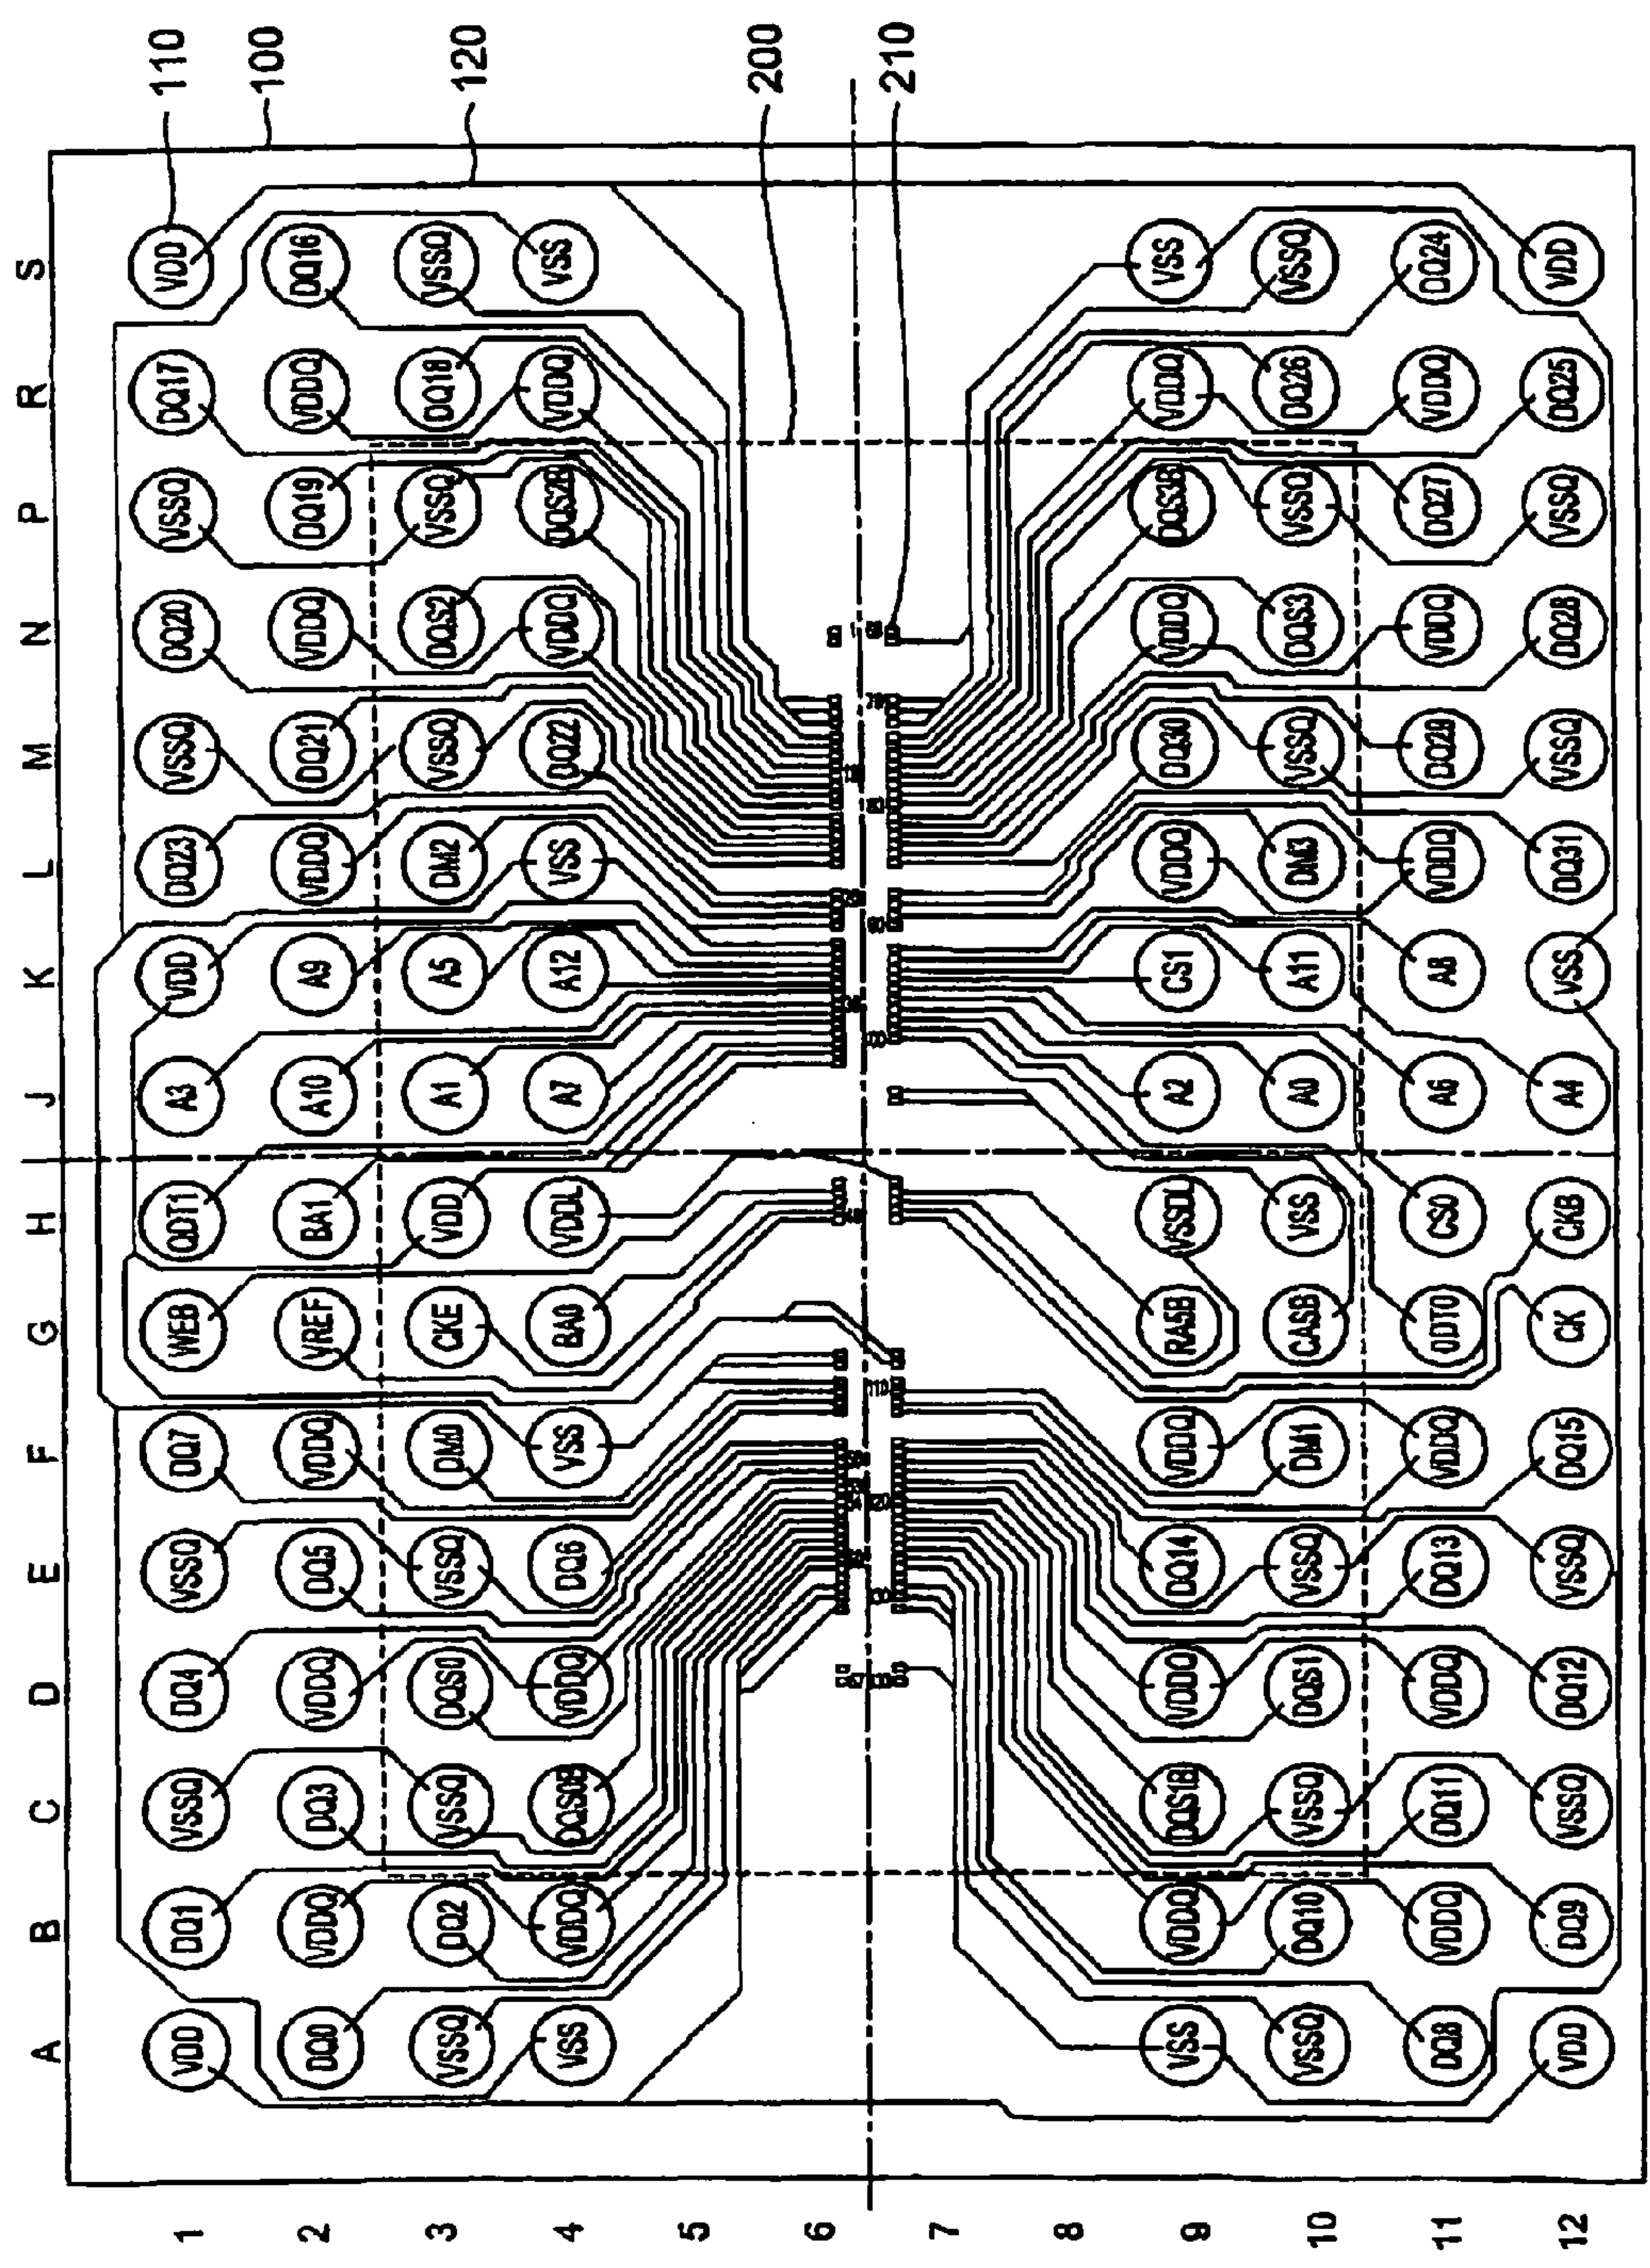 110
100
120
200
210
S R P N M L K J H G F E D C B A
1 2 3 4 5 6 7 8 9 10 11 12
VDD DQ16 VSSQ VSS VSS VSSQ DQ24 VDD
DQ17 VDDQ DQ18 VDDQ VDDQ DQ26 VDDQ DQ25
VSSQ DQ19 VSSQ DQS2B DQS3B VSSQ DQ27 VSSQ
DQ20 VDDQ DQS2 VDDQ VDDQ DQS3 VDDQ DQ28
VSSQ DQ21 VSSQ DQ22 DQ30 VSSQ DQ29 VSSQ
DQ23 VDDQ DM2 VSS VDDQ DM3 VDDQ DQ31
VDD A9 A5 A12 CS1 A11 A8 VSS
A3 A10 A1 A7 A2 A0 A6 A4
ODT1 BA1 VDD VDDL VSSDL VSS CS0 CKB
WEB VREF CKE BA0 RASB CASB ODT0 CK
DQ7 VDDQ DM0 VSS VDDQ DM1 VDDQ DQ15
VSSQ DQ5 VSSQ DQ6 DQ14 VSSQ DQ13 VSSQ
DQ4 VDDQ DQS0 VDDQ VDDQ DQS1 VDDQ DQ12
VSSQ DQ3 VSSQ DQS0B DQS1B VSSQ DQ11 VSSQ
DQ1 VDDQ DQ2 VDDQ VDDQ DQ10 VDDQ DQ9
VDD DQ0 VSSQ VSS VSS VSSQ DQ8 VDD
110